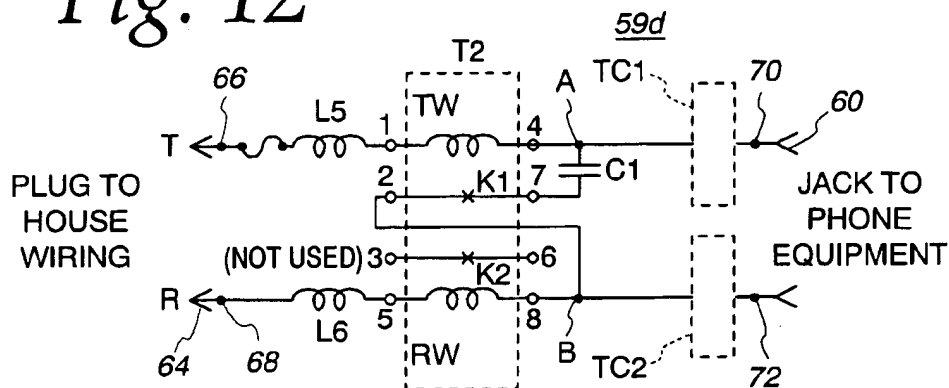 Fig. 12
59d
T2
TC1
70
60
66
L5
1
TW
4
A
T
2
K1
7
C1
PLUG TO
HOUSE
WIRING
JACK TO
PHONE
EQUIPMENT
(NOT USED) 3
6
K2
R
5
8
L6
RW
B
64
68
TC2
72